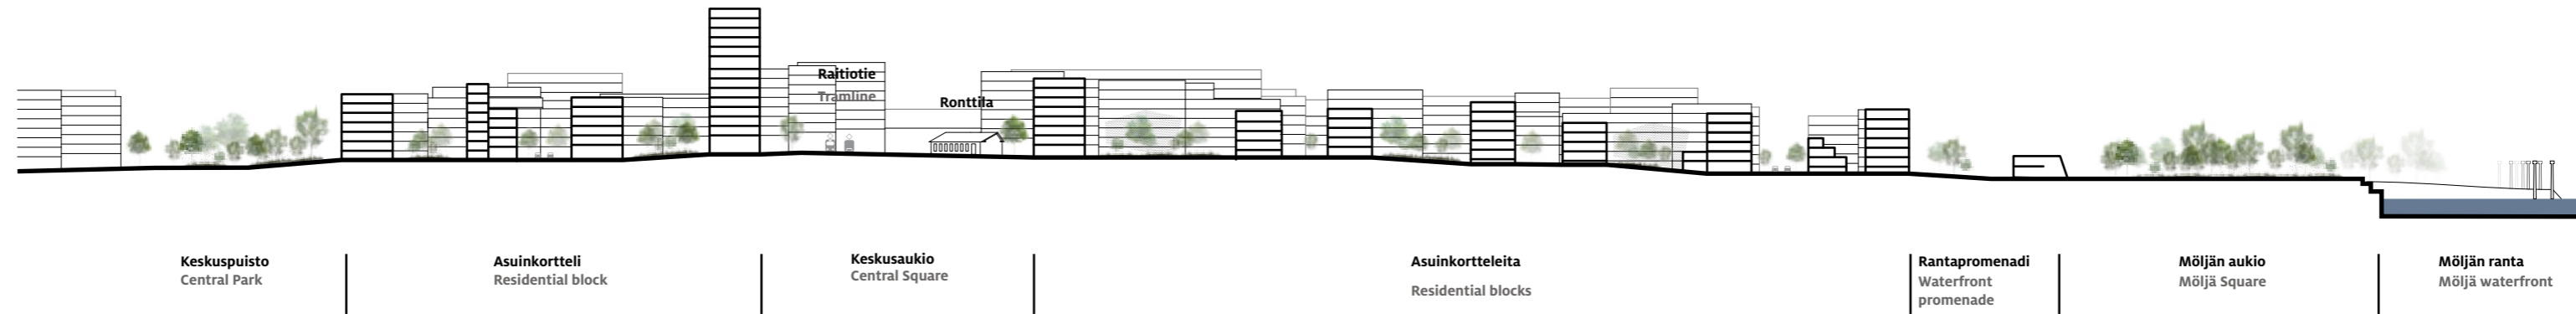 Raitiotie
Tramline
Ronttila
Keskuspuisto
Central Park
Asuinkortteli
Residential block
Keskusaukio
Central Square
Asuinkortteleita
Residential blocks
Rantapromenadi
Waterfront
promenade
Möljän aukio
Möljä Square
Möljän ranta
Möljä waterfront